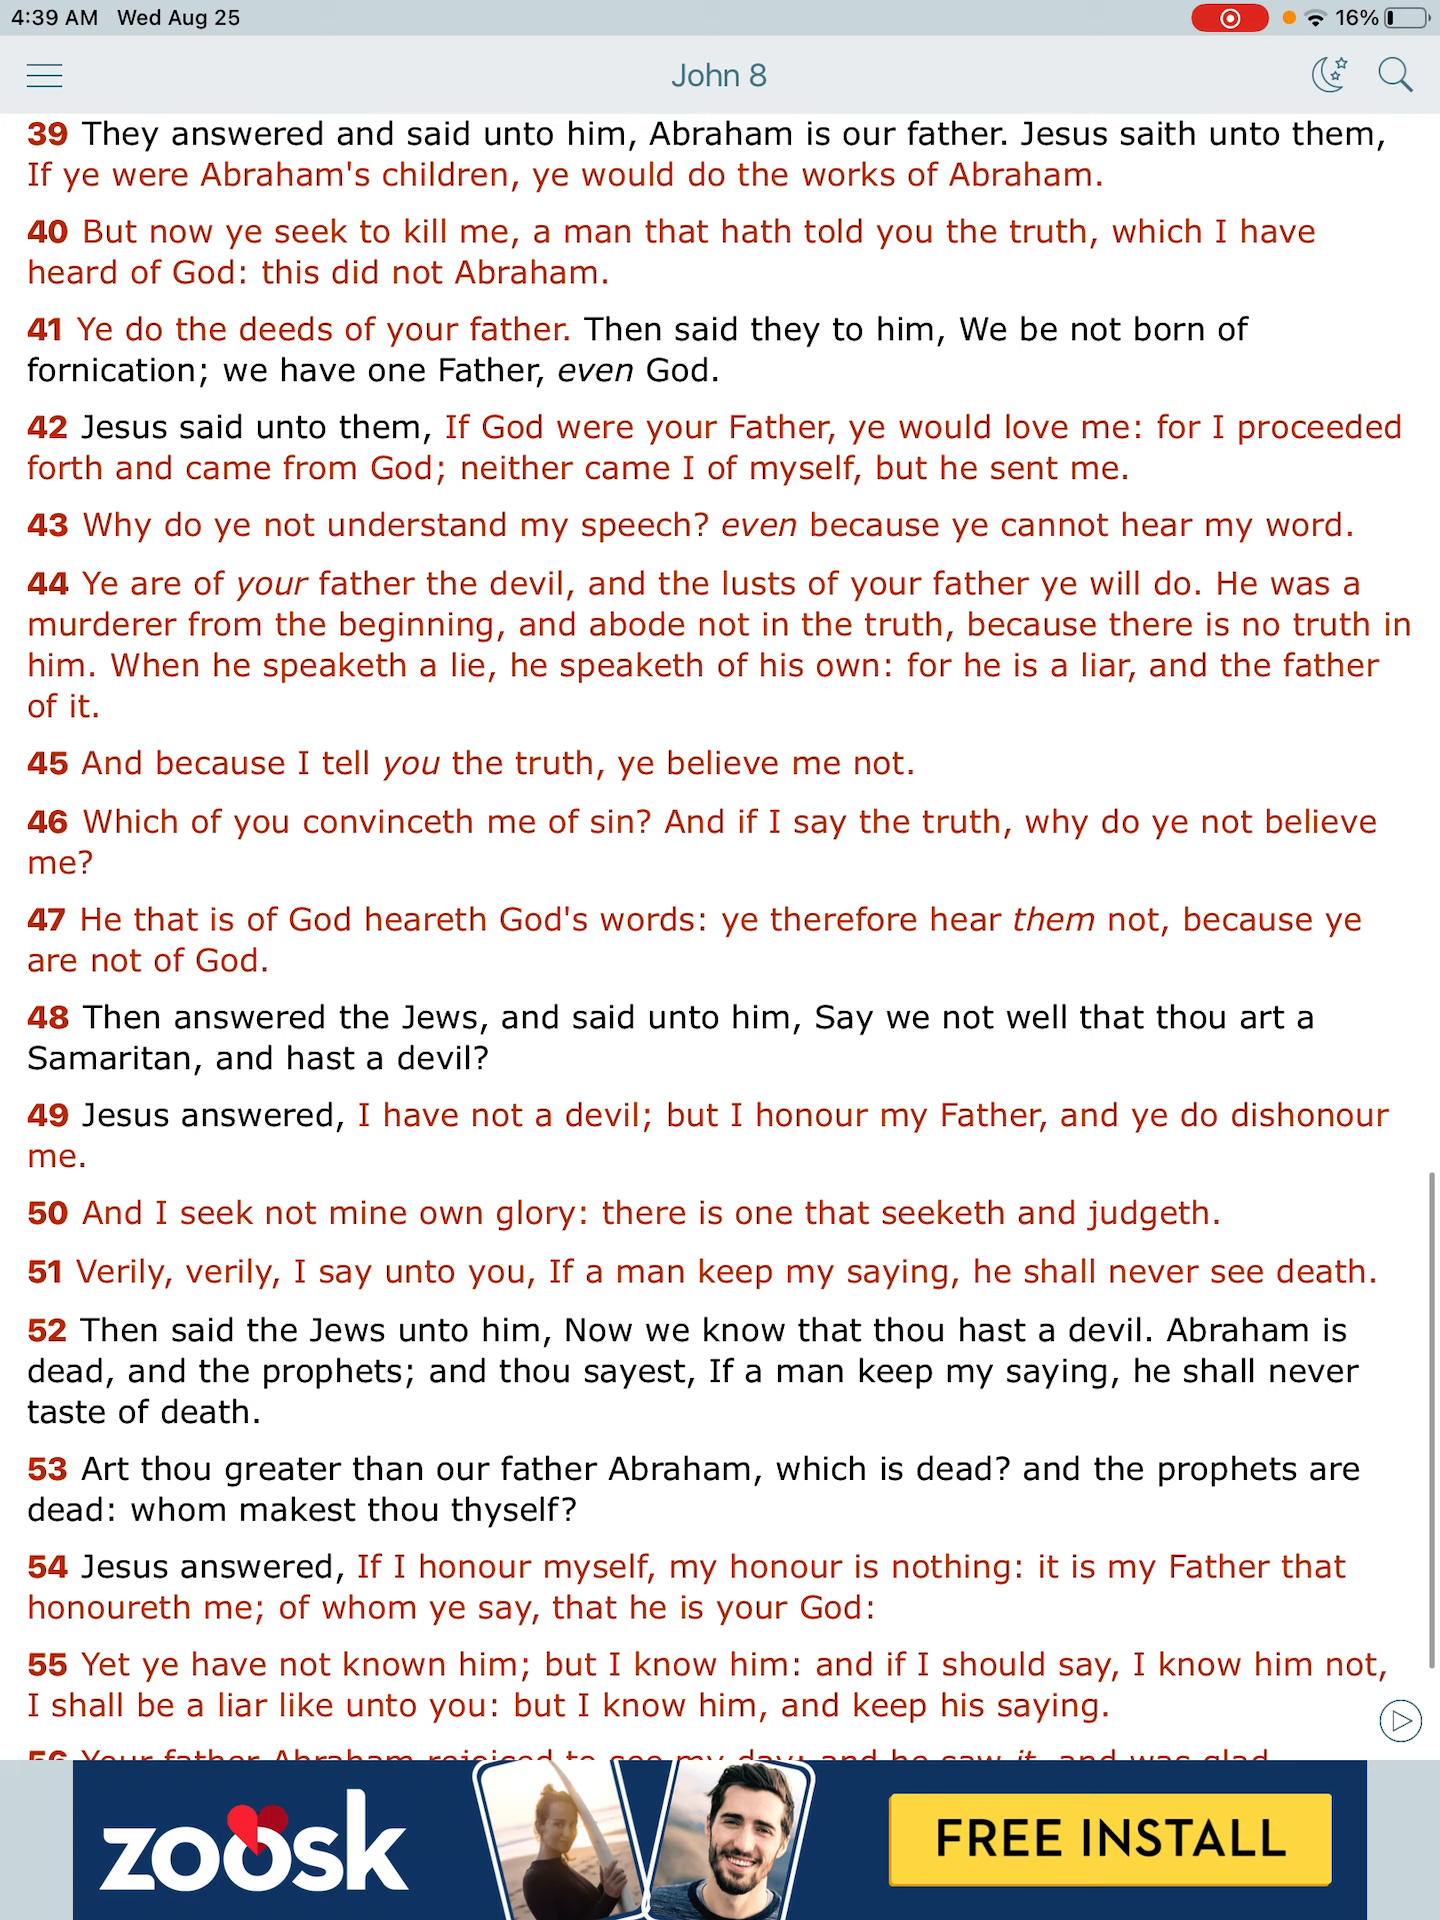 4:39 AM Wed Aug 25
16%
John 8
39 They answered and said unto him, Abraham is our father. Jesus saith unto them,
If ye were Abraham's children, ye would do the works of Abraham.
40 But now ye seek to kill me, a man that hath told you the truth, which I have
heard of God: this did not Abraham.
41 Ye do the deeds of your father. Then said they to him, We be not born of
fornication; we have one Father, even God.
42 Jesus said unto them, If God were your Father, ye would love me: for I proceeded
forth and came from God; neither came I of myself, but he sent me.
43 Why do ye not understand my speech? even because ye cannot hear my word.
44 Ye are of your father the devil, and the lusts of your father ye will do. He was a
murderer from the beginning, and abode not in the truth, because there is no truth in
him. When he speaketh a lie, he speaketh of his own: for he is a liar, and the father
of it.
45 And because I tell you the truth, ye believe me not.
46 Which of you convinceth me of sin? And if I say the truth, why do ye not believe
me?
47 He that is of God heareth God's words: ye therefore hear them not, because ye
are not of God.
48 Then answered the Jews, and said unto him, Say we not well that thou art a
Samaritan, and hast a devil?
49 Jesus answered, I have not a devil; but I honour my Father, and ye do dishonour
me.
50 And I seek not mine own glory: there is one that seeketh and judgeth.
51 Verily, verily, I say unto you, If a man keep my saying, he shall never see death.
52 Then said the Jews unto him, Now we know that thou hast a devil. Abraham is
dead, and the prophets; and thou sayest, If a man keep my saying, he shall never
taste of death.
53 Art thou greater than our father Abraham, which is dead? and the prophets are
dead: whom makest thou thyself?
54 Jesus answered, If I honour myself, my honour is nothing: it is my Father that
honoureth me; of whom ye say, that he is your God:
55 Yet ye have not known him; but I know him: and if I should say, I know him not,
I shall be a liar like unto you: but I know him, and keep his saying.
56 Your father Abraham rejoiced to see my day: and he saw it, and was glad.
zoosk
FREE INSTALL